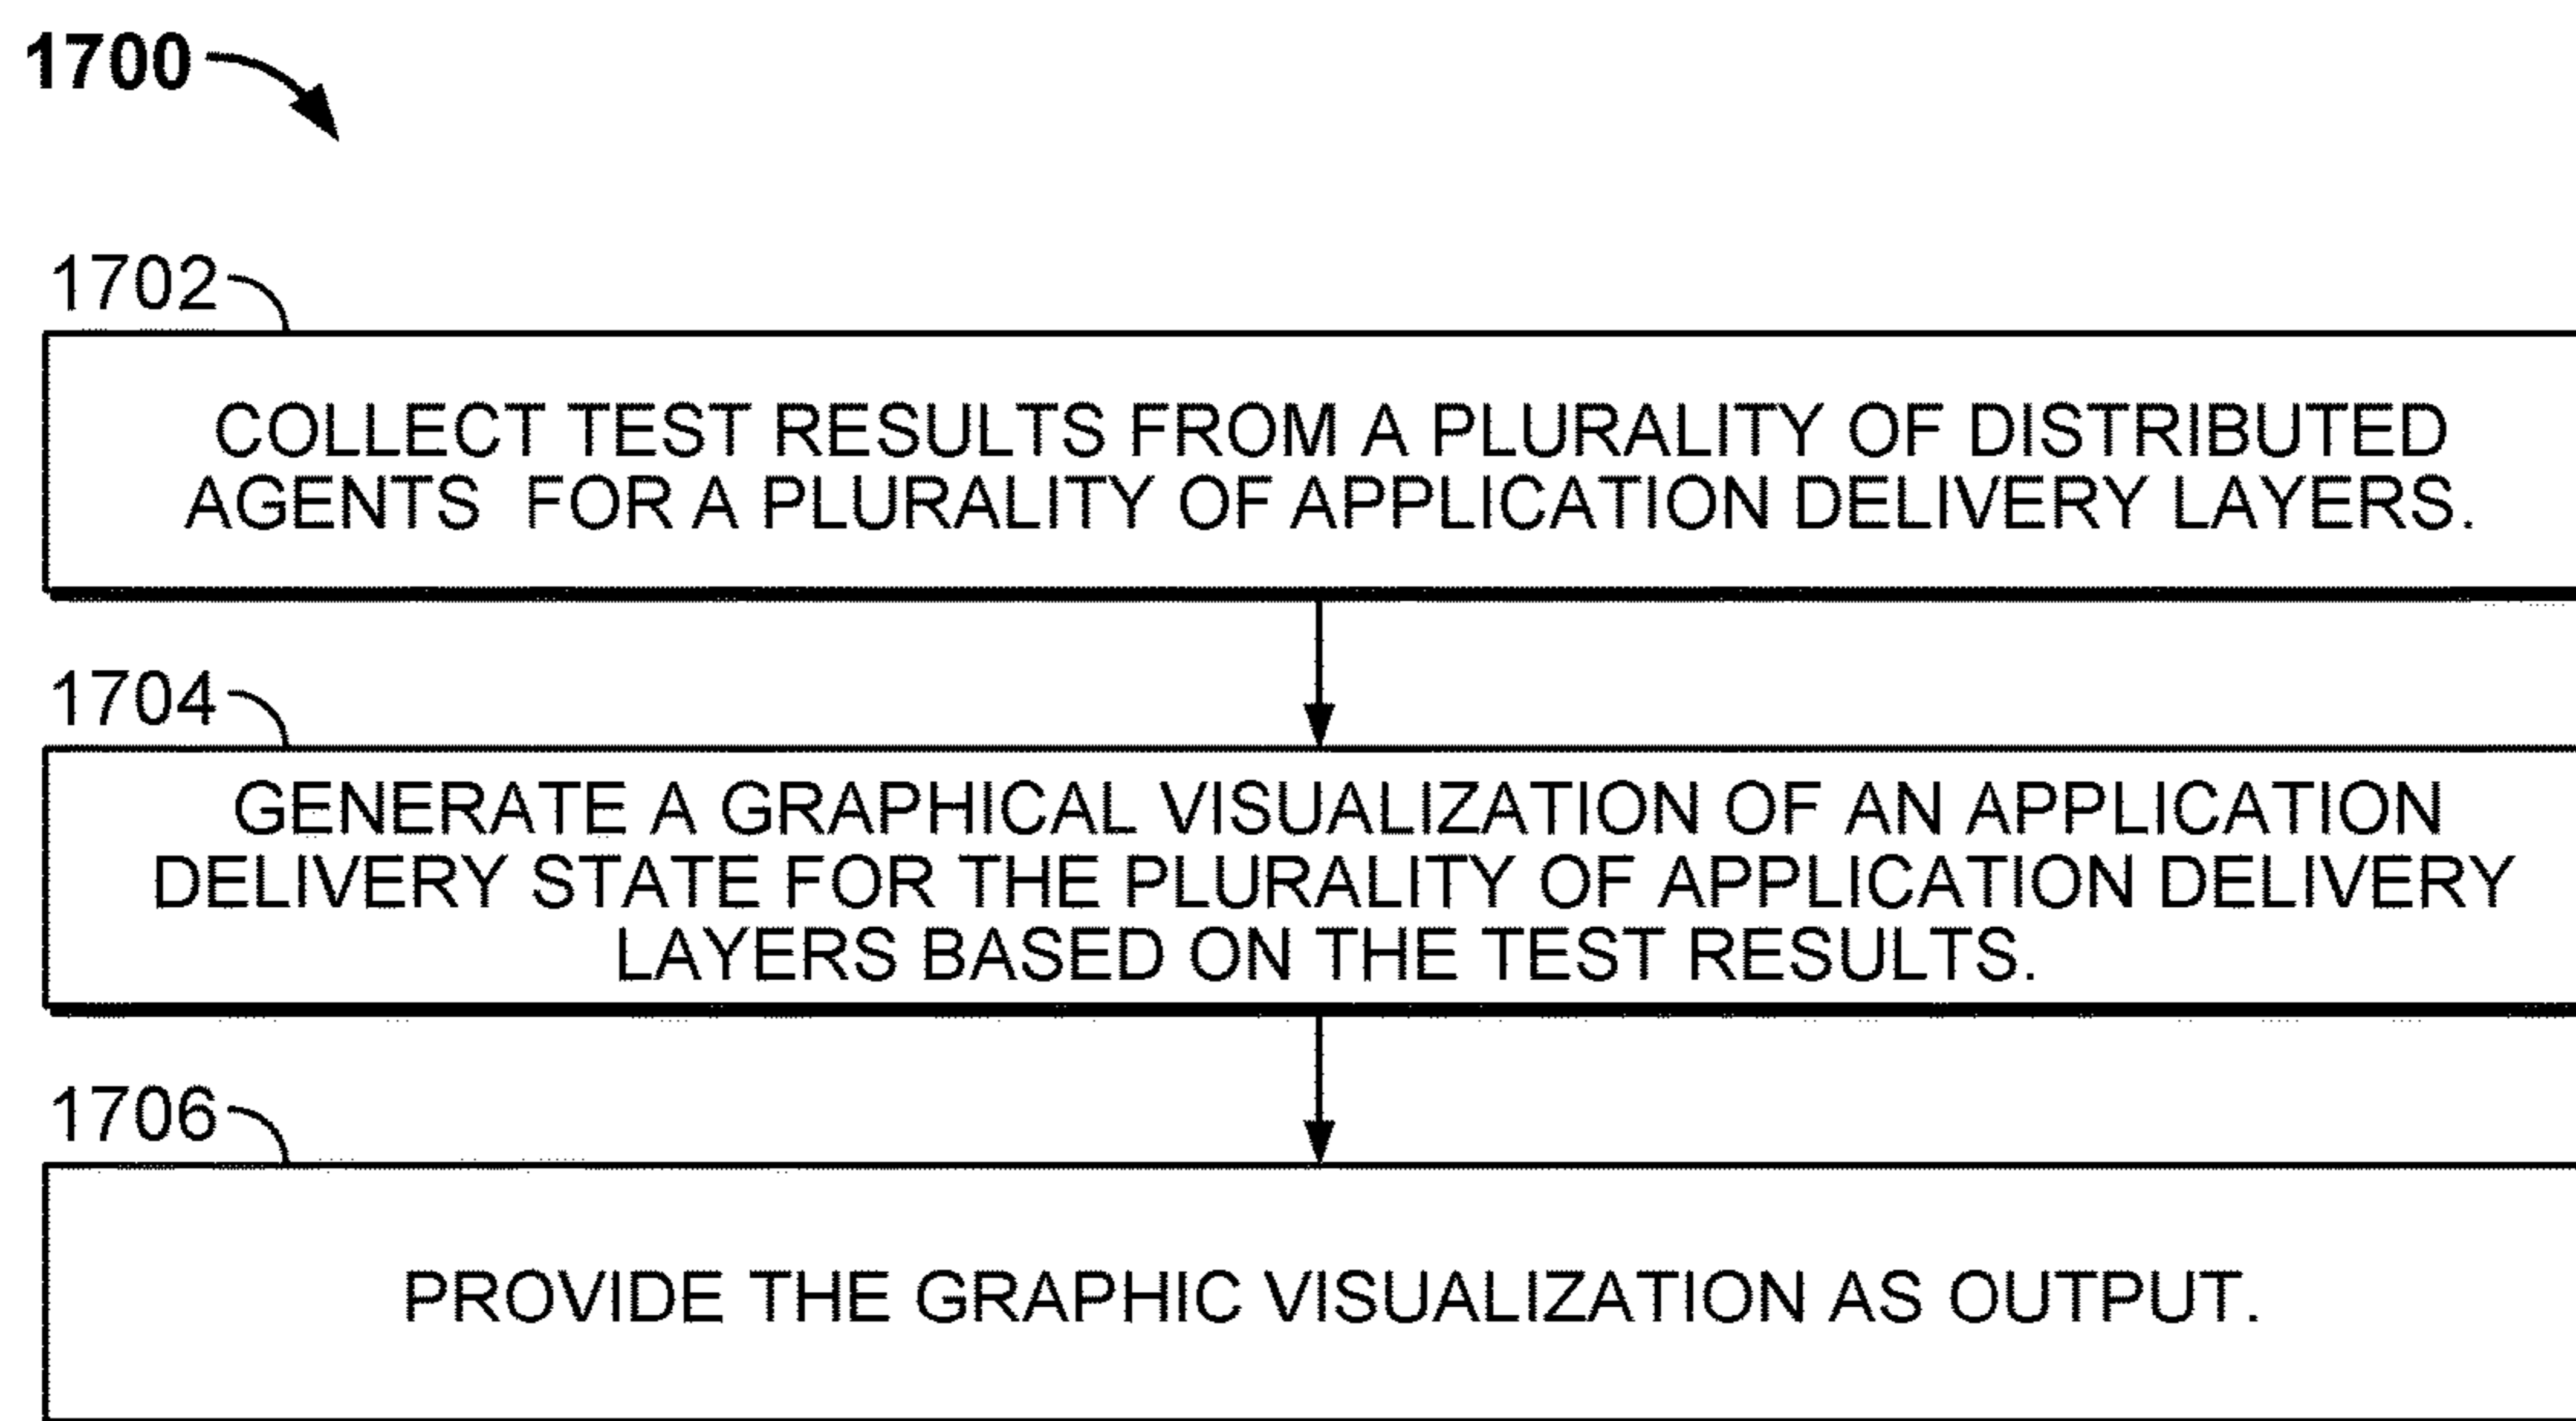 1700
1702
COLLECT TEST RESULTS FROM A PLURALITY OF DISTRIBUTED
AGENTS FOR A PLURALITY OF APPLICATION DELIVERY LAYERS.
1704
GENERATE A GRAPHICAL VISUALIZATION OF AN APPLICATION
DELIVERY STATE FOR THE PLURALITY OF APPLICATION DELIVERY
LAYERS BASED ON THE TEST RESULTS.
1706
PROVIDE THE GRAPHIC VISUALIZATION AS OUTPUT.